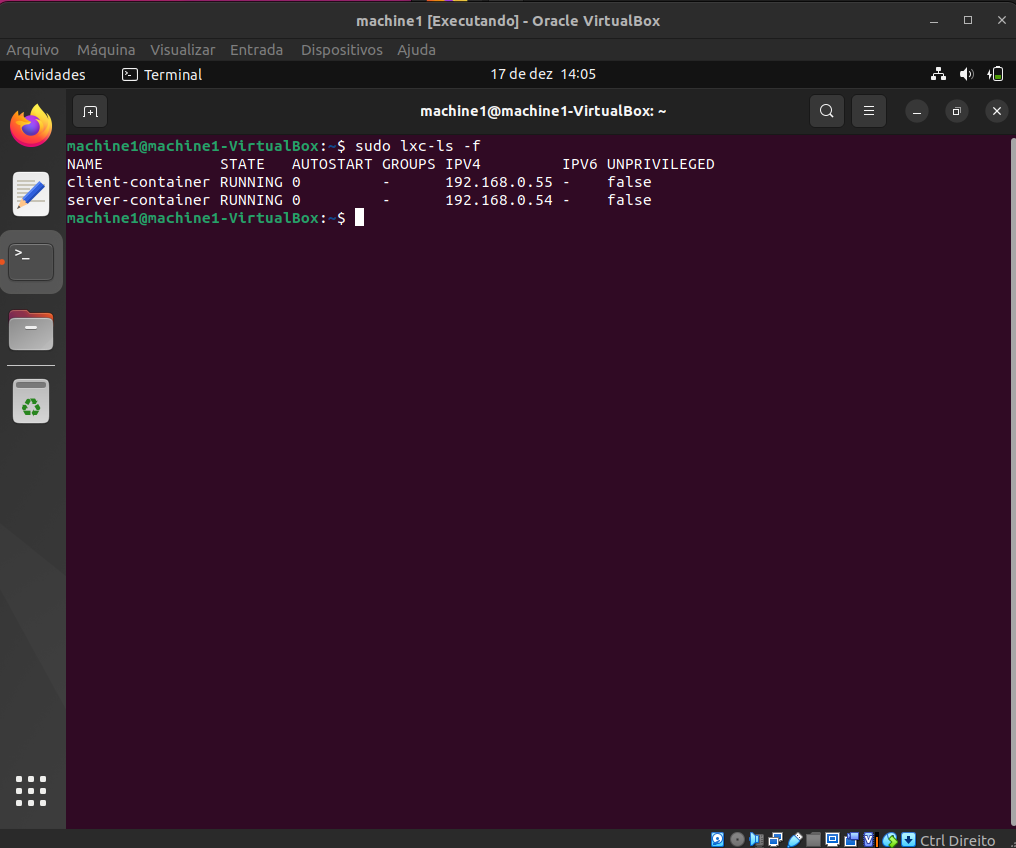 machine1 [Executando] - Oracle VirtualBox
Arquivo Máquina Visualizar Entrada Dispositivos Ajuda
Atividades Terminal 17 de dez 14:05
machine1@machine1-VirtualBox: ~
machine1@machine1-VirtualBox:~$ sudo lxc-ls -f
NAME STATE AUTOSTART GROUPS IPV4 IPV6 UNPRIVILEGED
client-container RUNNING 0 - 192.168.0.55 - false
server-container RUNNING 0 - 192.168.0.54 - false
machine1@machine1-VirtualBox:~$
Ctrl Direito